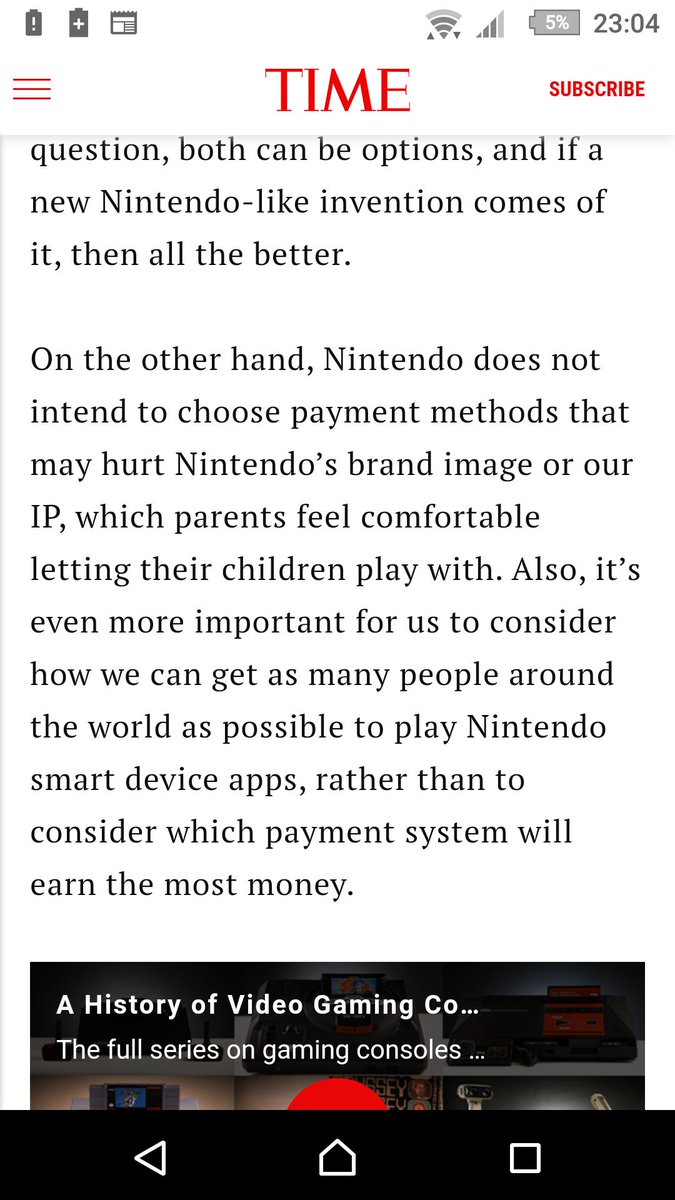 5% 23:04
TIME SUBSCRIBE
question, both can be options, and if a
new Nintendo-like invention comes of
it, then all the better.
On the other hand, Nintendo does not
intend to choose payment methods that
may hurt Nintendo’s brand image or our
IP, which parents feel comfortable
letting their children play with. Also, it’s
even more important for us to consider
how we can get as many people around
the world as possible to play Nintendo
smart device apps, rather than to
consider which payment system will
earn the most money.
A History of Video Gaming Co…
The full series on gaming consoles …